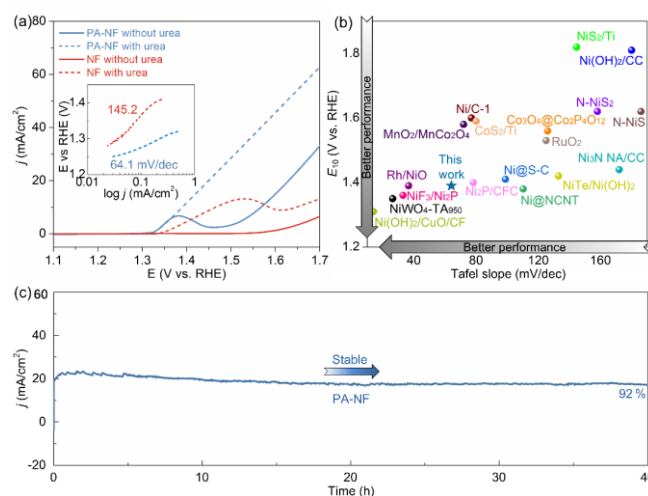 (a)
PA-NF without urea
PA-NF with urea
NF without urea
NF with urea
j (mA/cm²)
80
60
40
20
0
1.1 1.2 1.3 1.4 1.5 1.6 1.7
E (V vs. RHE)
E vs RHE (V)
1.4
1.3
1.2
145.2
64.1 mV/dec
0.01 0.1 1
log j (mA/cm²)
(b)
E₁₀ (V vs. RHE)
1.8
1.6
1.4
1.2
Better performance
NiS₂/Ti
Ni(OH)₂/CC
Ni/C-1
N-NiS₂
N-NiS
MnO₂/MnCo₂O₄
CoS₂/Ti
Co₃O₄@Co₂P₄O₁₂
RuO₂
This
work
Ni@S-C
Ni₃N NA/CC
Rh/NiO
Ni₂P/CFC
NiTe/Ni(OH)₂
NiF₃/Ni₂P
Ni@NCNT
NiWO₄-TA₉₅₀
Ni(OH)₂/CuO/CF
Better performance
40 80 120 160
Tafel slope (mV/dec)
(c)
j (mA/cm²)
60
40
20
0
-20
Stable
PA-NF
92 %
0 10 20 30 40
Time (h)